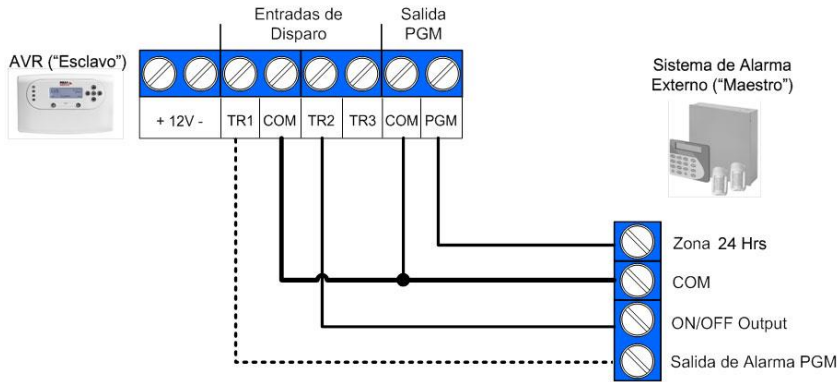 Entradas de
Disparo
Salida
PGM
AVR ("Esclavo")
Sistema de Alarma
Externo ("Maestro")
+ 12V - TR1 COM TR2 TR3 COM PGM
Zona 24 Hrs
COM
ON/OFF Output
Salida de Alarma PGM